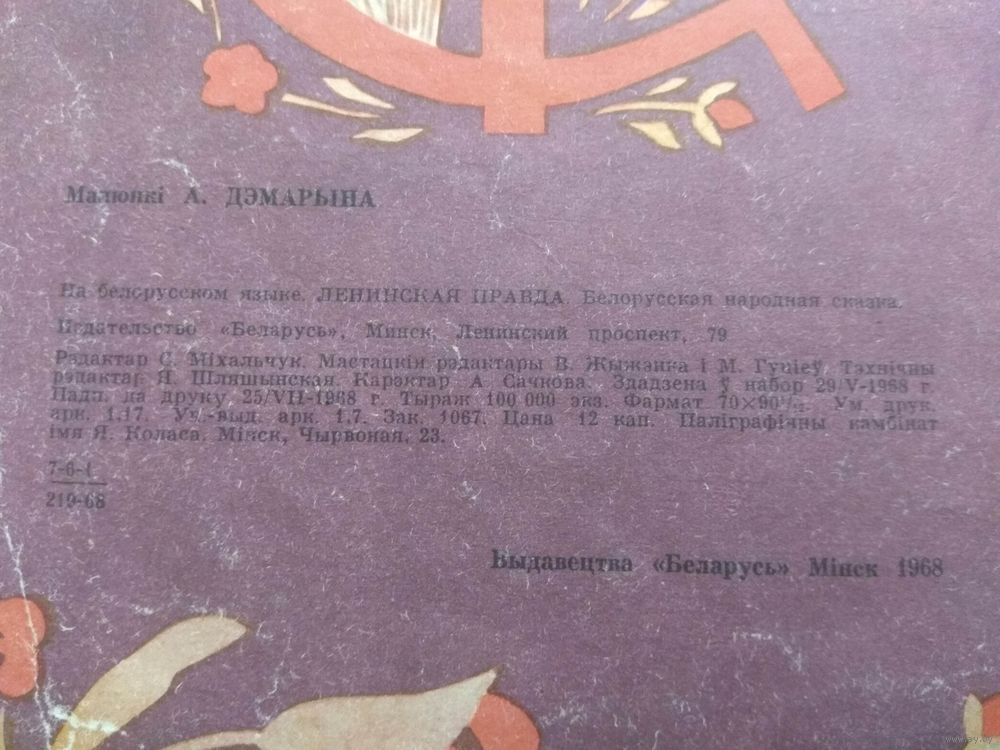 Малюнкі А. ДЭМАРЫНА
На белорусском языке. ЛЕНИНСКАЯ ПРАВДА. Белорусская народная сказка.
Издательство «Беларусь», Минск, Ленинский проспект, 79
Рэдактар С. Міхальчук. Мастацкія рэдактары В. Жыжэнка і М. Гуціеў. Тэхнічны
рэдактар Я. Шляшынская. Карэктар А. Сачкова. Здадзена ў набор 29/V-1968 г.
Падп. да друку 25/VII-1968 г. Тыраж 100 000 экз. Фармат 70×90 Ум. друк.
арк. 1,17. Ул.-выд. арк. 1,7. Зак. 1067. Цана 12 кап. Паліграфічны камбінат
імя Я. Коласа. Мінск, Чырвоная, 23.
7-6-1
219-68
Выдавецтва «Беларусь» Мінск 1968